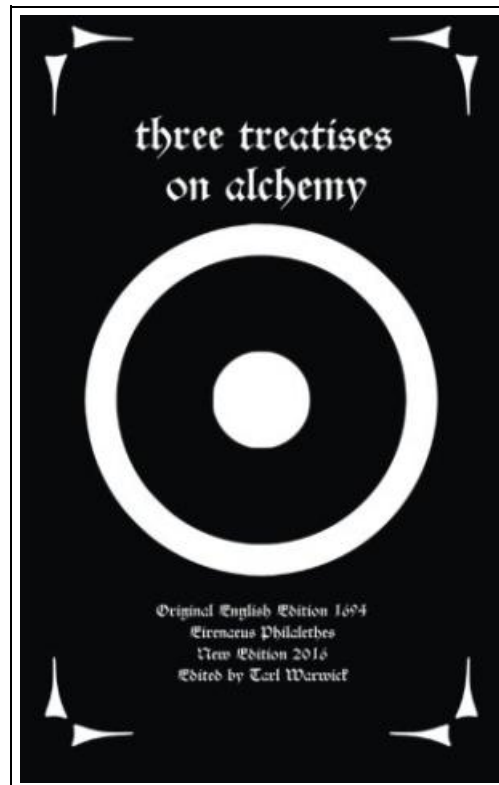 three treatises
on alchemy
Original English Edition 1694
Eirenaeus Philalethes
New Edition 2016
Edited by Tarl Warwick